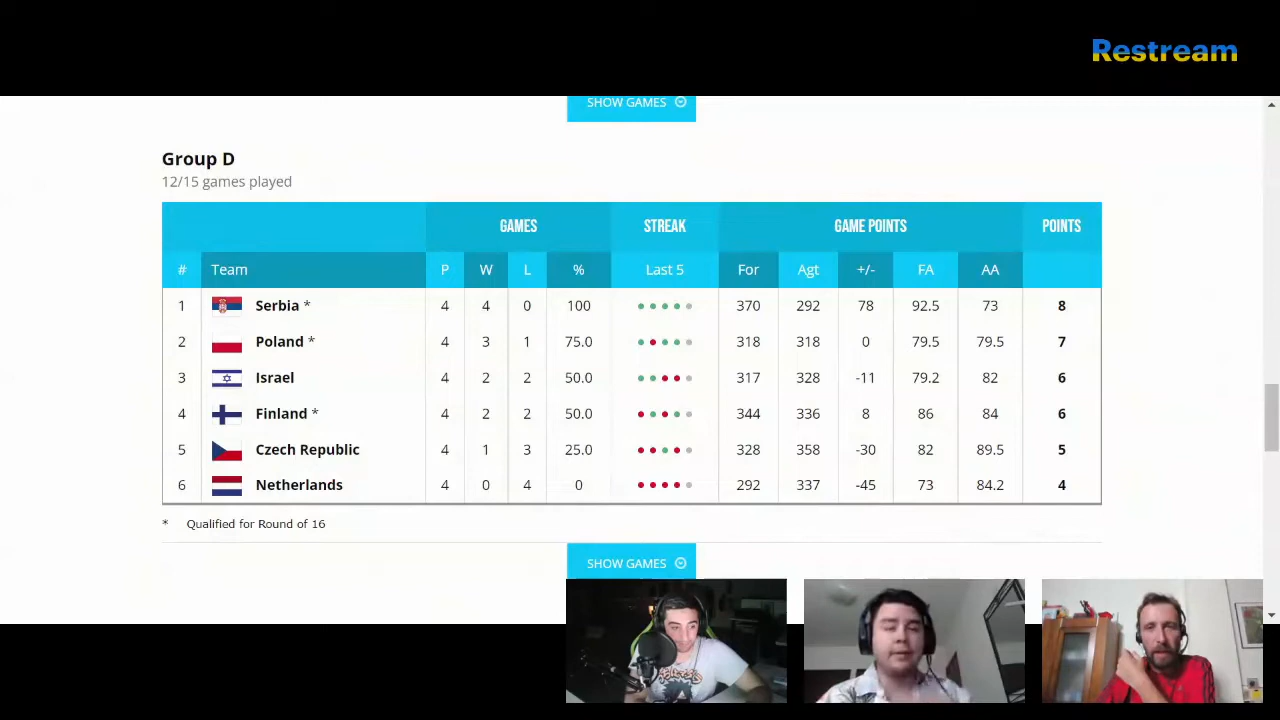 Restream
SHOW GAMES
Group D
12/15 games played
GAMES STREAK GAME POINTS POINTS
# Team P W L % Last 5 For Agt +/- FA AA
1 Serbia * 4 4 0 100 370 292 78 92.5 73 8
2 Poland * 4 3 1 75.0 318 318 0 79.5 79.5 7
3 Israel 4 2 2 50.0 317 328 -11 79.2 82 6
4 Finland * 4 2 2 50.0 344 336 8 86 84 6
5 Czech Republic 4 1 3 25.0 328 358 -30 82 89.5 5
6 Netherlands 4 0 4 0 292 337 -45 73 84.2 4
* Qualified for Round of 16
SHOW GAMES